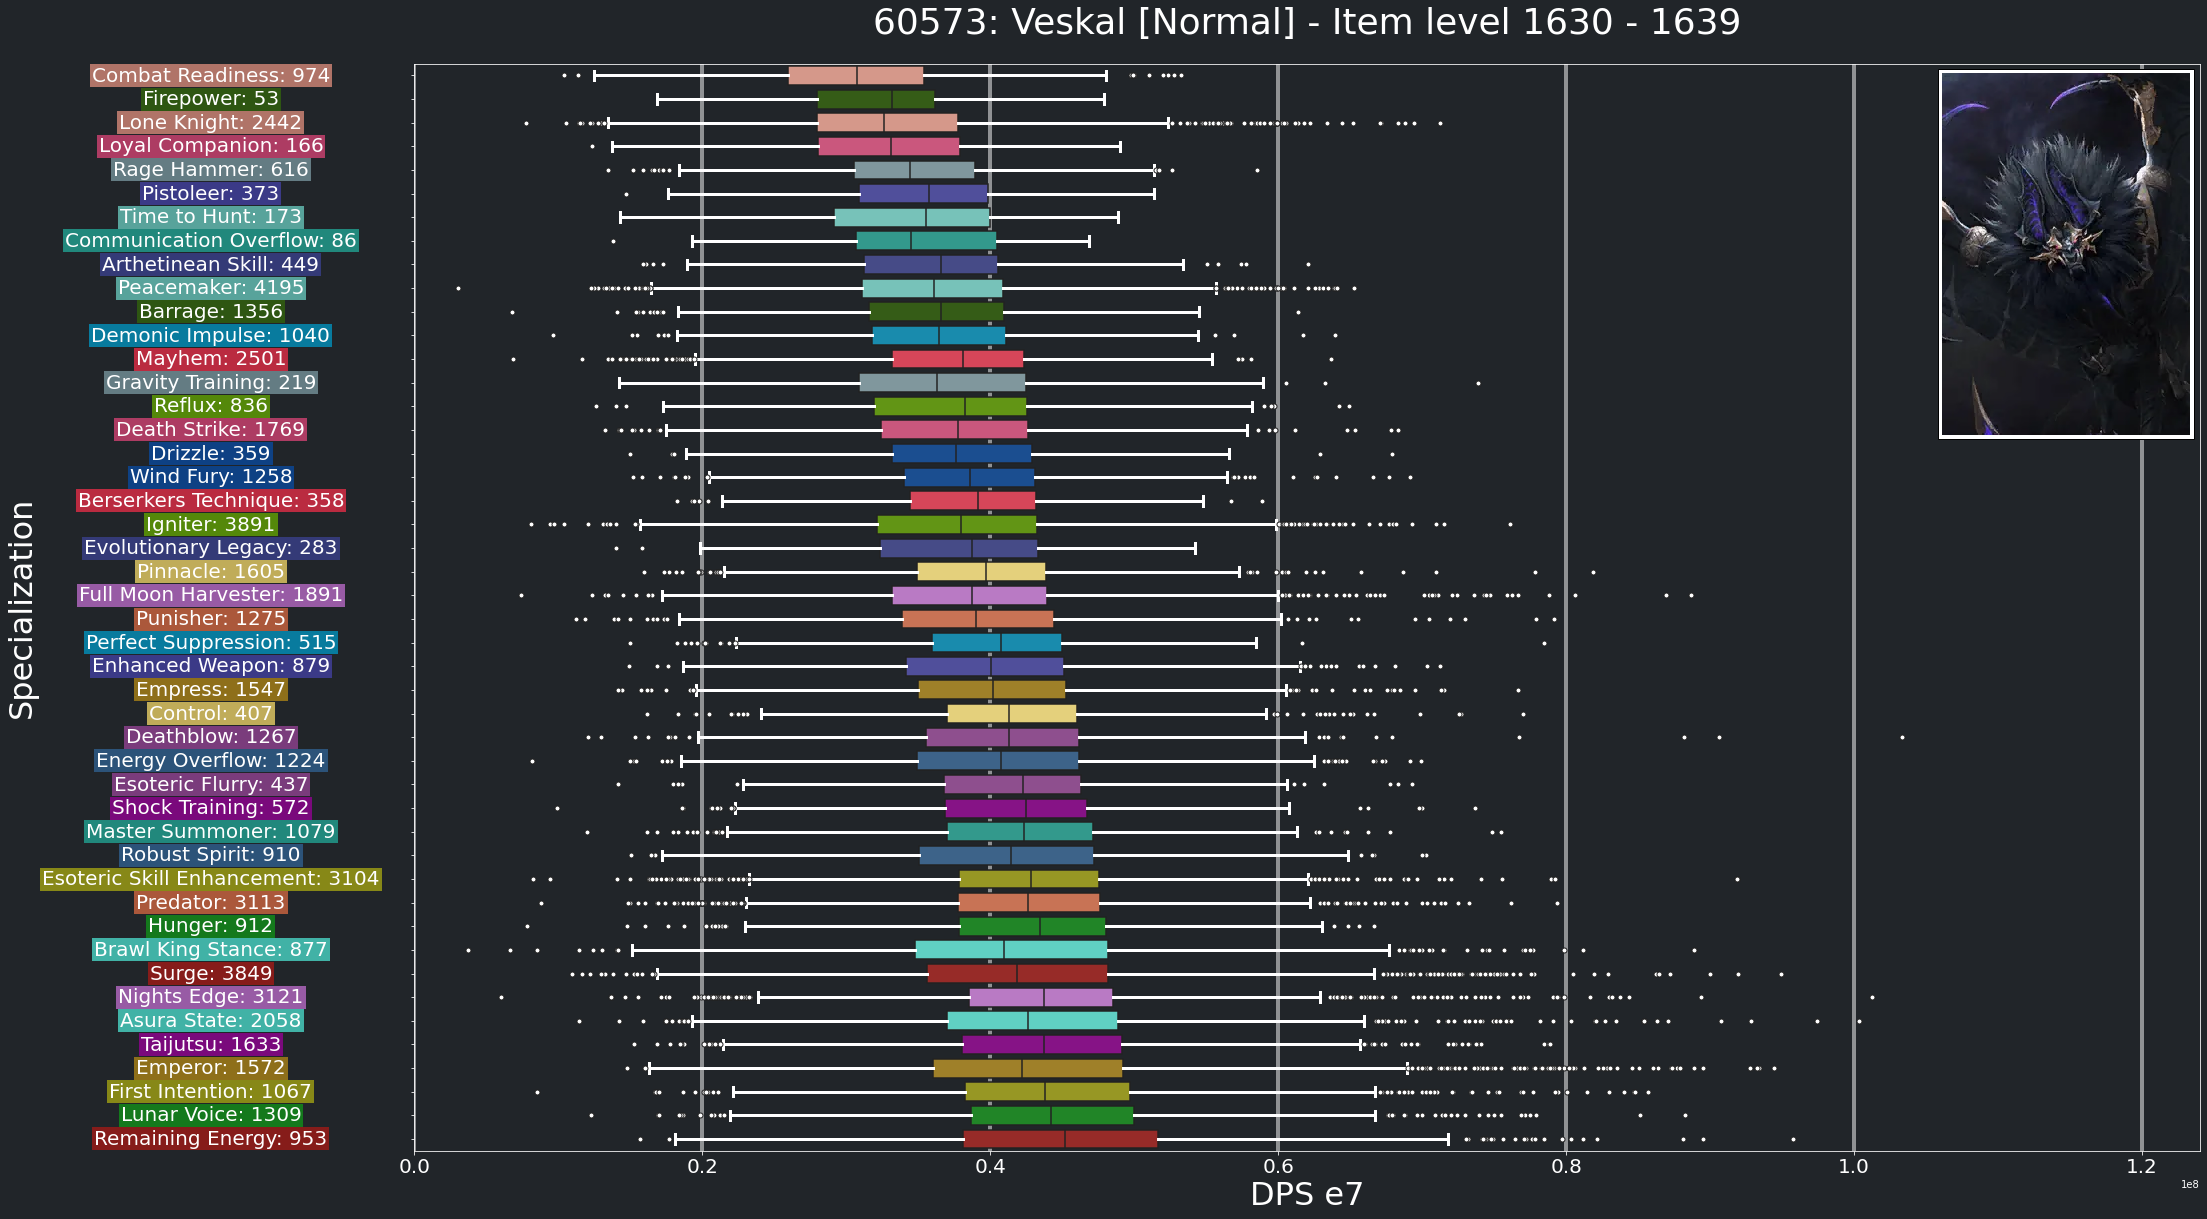 60573: Veskal [Normal] - Item level 1630 - 1639
Specialization
Combat Readiness: 974
Firepower: 53
Lone Knight: 2442
Loyal Companion: 166
Rage Hammer: 616
Pistoleer: 373
Time to Hunt: 173
Communication Overflow: 86
Arthetinean Skill: 449
Peacemaker: 4195
Barrage: 1356
Demonic Impulse: 1040
Mayhem: 2501
Gravity Training: 219
Reflux: 836
Death Strike: 1769
Drizzle: 359
Wind Fury: 1258
Berserkers Technique: 358
Igniter: 3891
Evolutionary Legacy: 283
Pinnacle: 1605
Full Moon Harvester: 1891
Punisher: 1275
Perfect Suppression: 515
Enhanced Weapon: 879
Empress: 1547
Control: 407
Deathblow: 1267
Energy Overflow: 1224
Esoteric Flurry: 437
Shock Training: 572
Master Summoner: 1079
Robust Spirit: 910
Esoteric Skill Enhancement: 3104
Predator: 3113
Hunger: 912
Brawl King Stance: 877
Surge: 3849
Nights Edge: 3121
Asura State: 2058
Taijutsu: 1633
Emperor: 1572
First Intention: 1067
Lunar Voice: 1309
Remaining Energy: 953
0.0 0.2 0.4 0.6 0.8 1.0 1.2
DPS e7
1e8